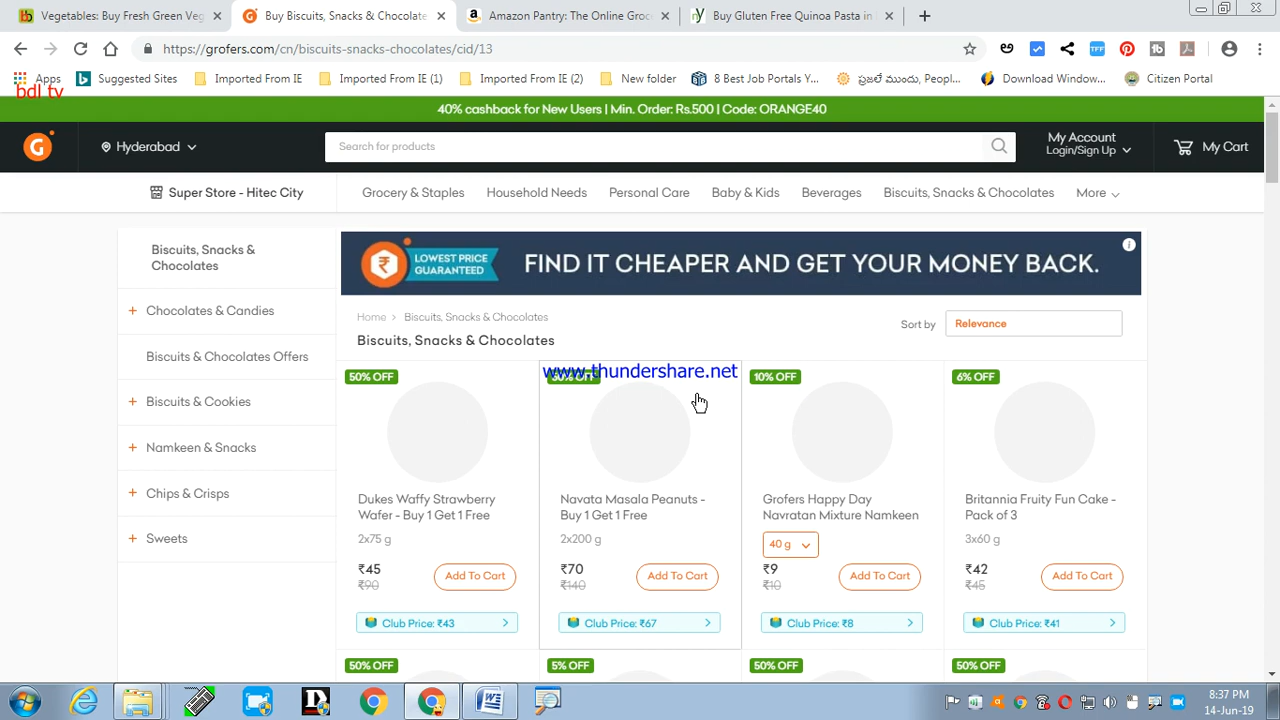 Vegetables: Buy Fresh Green Veg
Buy Biscuits, Snacks & Chocolate
Amazon Pantry: The Online Groc
Buy Gluten Free Quinoa Pasta in
https://grofers.com/cn/biscuits-snacks-chocolates/cid/13
Apps
Suggested Sites
Imported From IE
Imported From IE (1)
Imported From IE (2)
New folder
6 Best Job Portals Y...
ప్రజలే ముందు, Peopl...
Download Window...
Citizen Portal
bdl tv
40% cashback for New Users | Min. Order: Rs.500 | Code: ORANGE40
G
Hyderabad
Search for products
My Account
Login/Sign Up
My Cart
Super Store - Hitec City
Grocery & Staples
Household Needs
Personal Care
Baby & Kids
Beverages
Biscuits, Snacks & Chocolates
More
Biscuits, Snacks &
Chocolates
Chocolates & Candies
Biscuits & Chocolates Offers
Biscuits & Cookies
Namkeen & Snacks
Chips & Crisps
Sweets
LOWEST PRICE
GUARANTEED
FIND IT CHEAPER AND GET YOUR MONEY BACK.
Home
Biscuits, Snacks & Chocolates
Biscuits, Snacks & Chocolates
Sort by
Relevance
www.thundershare.net
50% OFF
Dukes Waffy Strawberry
Wafer - Buy 1 Get 1 Free
2x75 g
₹45
₹90
Add To Cart
Club Price: ₹43
Navata Masala Peanuts -
Buy 1 Get 1 Free
2x200 g
₹70
₹140
Add To Cart
Club Price: ₹67
10% OFF
Grofers Happy Day
Navratan Mixture Namkeen
40 g
₹9
₹10
Add To Cart
Club Price: ₹8
6% OFF
Britannia Fruity Fun Cake -
Pack of 3
3x60 g
₹42
₹45
Add To Cart
Club Price: ₹41
50% OFF
5% OFF
50% OFF
50% OFF
8:37 PM
14-Jun-19